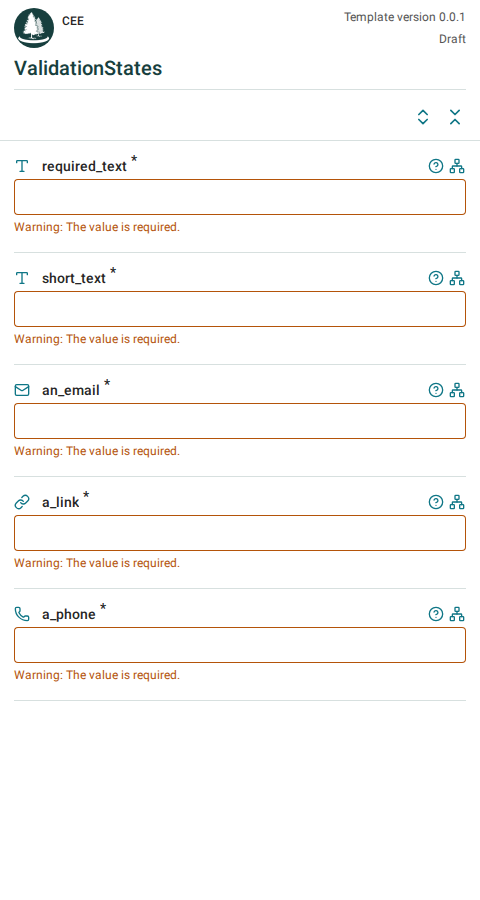 CEE
Template version 0.0.1
Draft
ValidationStates
required_text *
Warning: The value is required.
short_text *
Warning: The value is required.
an_email *
Warning: The value is required.
a_link *
Warning: The value is required.
a_phone *
Warning: The value is required.